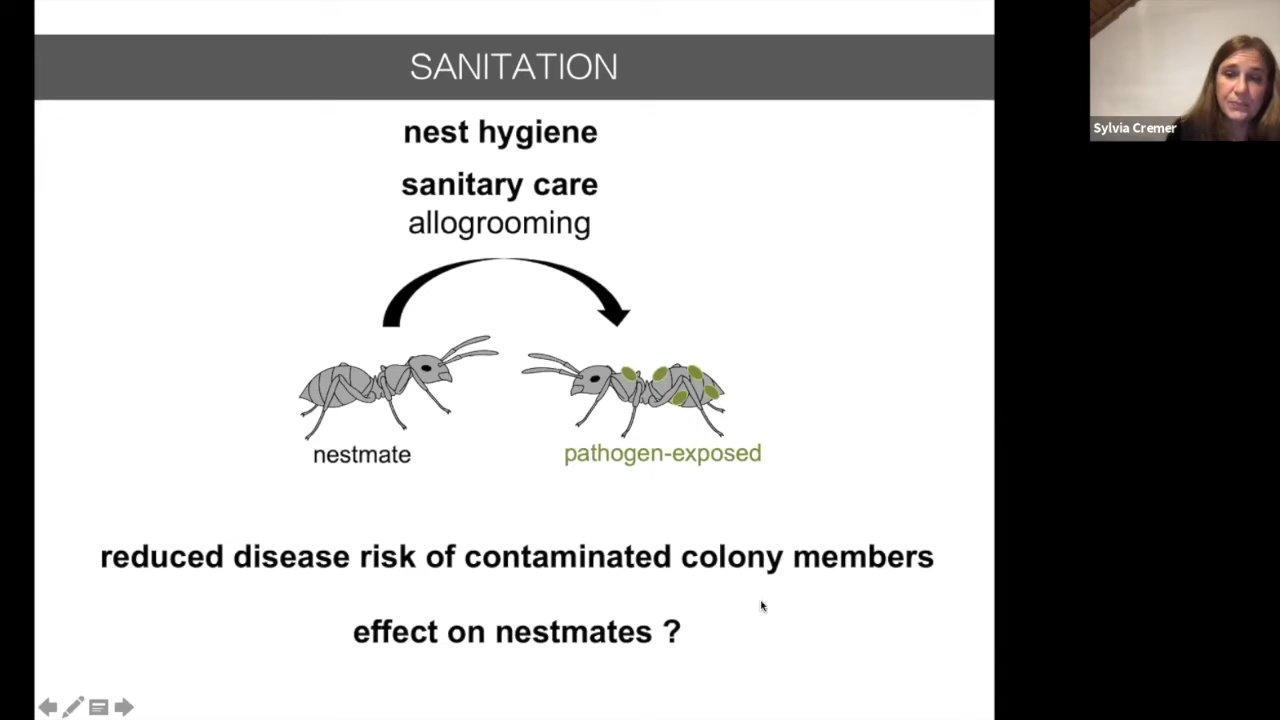 SANITATION
nest hygiene
sanitary care
allogrooming
nestmate
pathogen-exposed
reduced disease risk of contaminated colony members
effect on nestmates ?
Sylvia Cremer